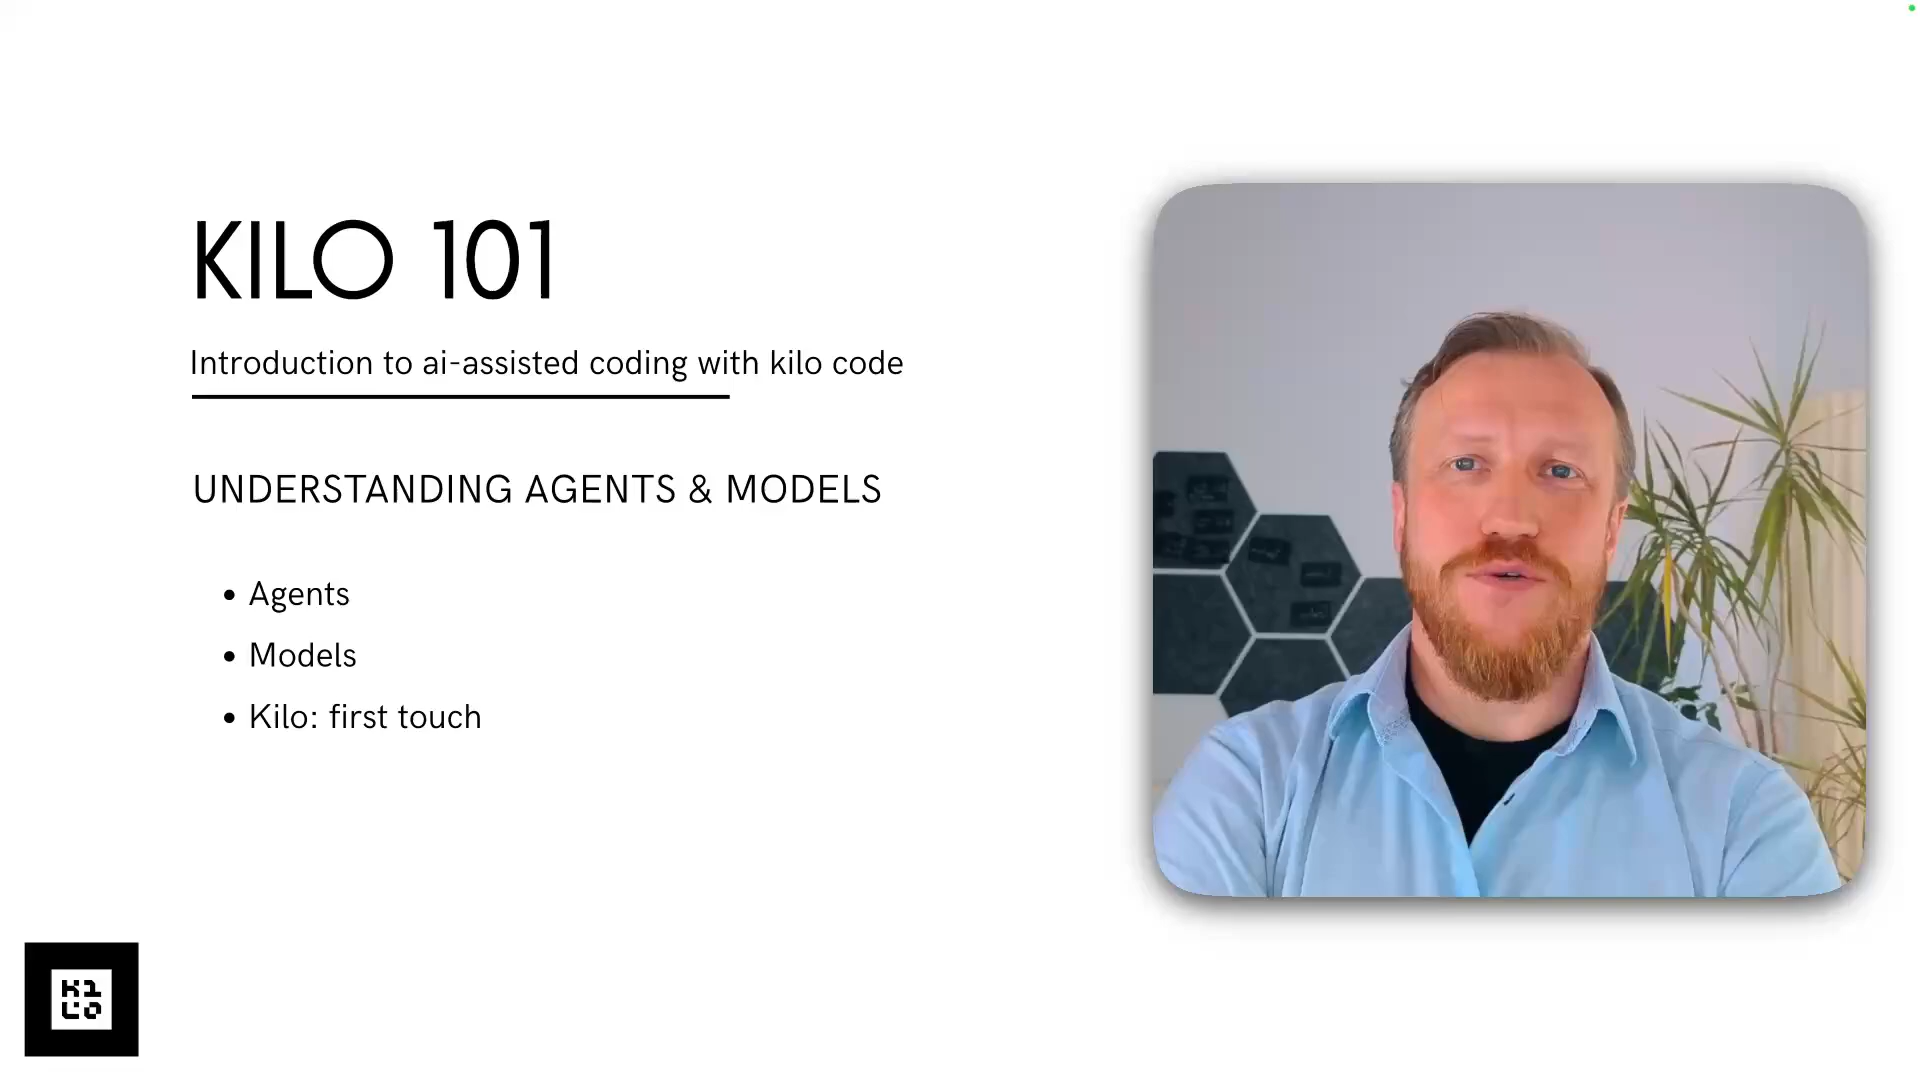 KILO 101
Introduction to ai-assisted coding with kilo code
UNDERSTANDING AGENTS & MODELS
• Agents
• Models
• Kilo: first touch